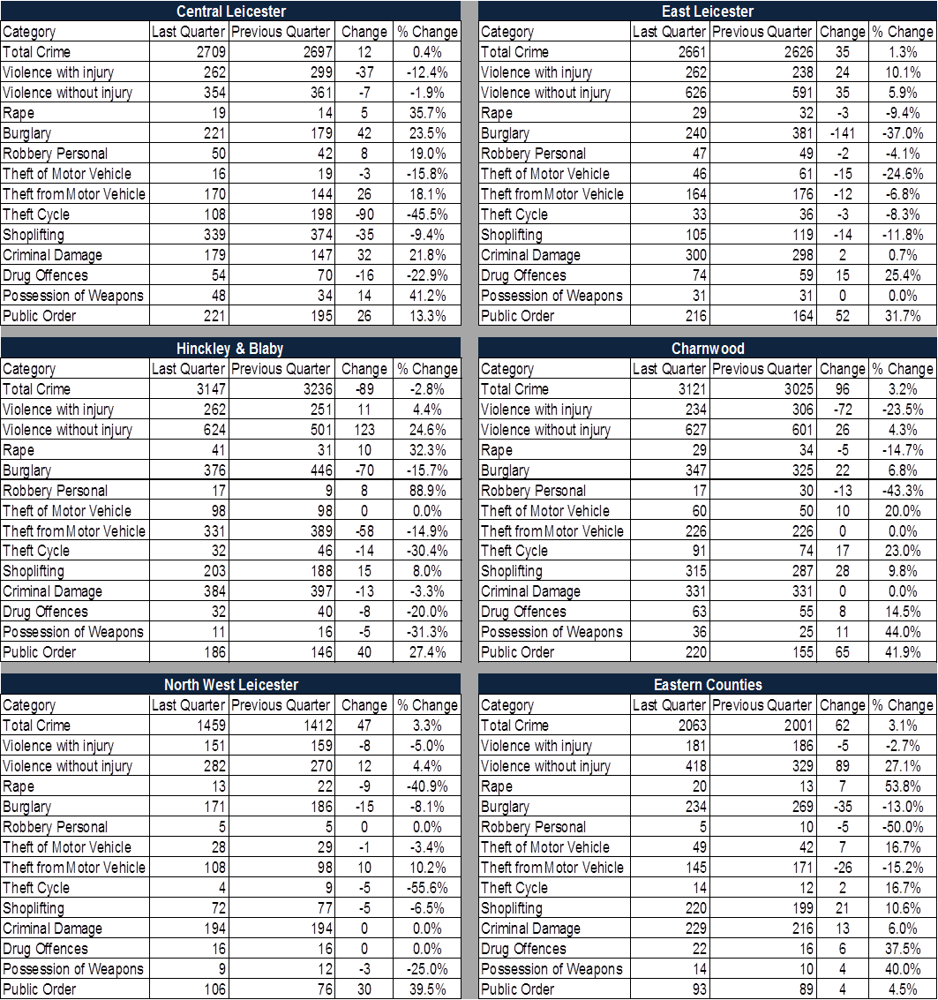 Central Leicester
Category Last Quarter Previous Quarter Change % Change
Total Crime 2709 2697 12 0.4%
Violence with injury 262 299 -37 -12.4%
Violence without injury 354 361 -7 -1.9%
Rape 19 14 5 35.7%
Burglary 221 179 42 23.5%
Robbery Personal 50 42 8 19.0%
Theft of Motor Vehicle 16 19 -3 -15.8%
Theft from Motor Vehicle 170 144 26 18.1%
Theft Cycle 108 198 -90 -45.5%
Shoplifting 339 374 -35 -9.4%
Criminal Damage 179 147 32 21.8%
Drug Offences 54 70 -16 -22.9%
Possession of Weapons 48 34 14 41.2%
Public Order 221 195 26 13.3%
East Leicester
Category Last Quarter Previous Quarter Change % Change
Total Crime 2661 2626 35 1.3%
Violence with injury 262 238 24 10.1%
Violence without injury 626 591 35 5.9%
Rape 29 32 -3 -9.4%
Burglary 240 381 -141 -37.0%
Robbery Personal 47 49 -2 -4.1%
Theft of Motor Vehicle 46 61 -15 -24.6%
Theft from Motor Vehicle 164 176 -12 -6.8%
Theft Cycle 33 36 -3 -8.3%
Shoplifting 105 119 -14 -11.8%
Criminal Damage 300 298 2 0.7%
Drug Offences 74 59 15 25.4%
Possession of Weapons 31 31 0 0.0%
Public Order 216 164 52 31.7%
Hinckley & Blaby
Category Last Quarter Previous Quarter Change % Change
Total Crime 3147 3236 -89 -2.8%
Violence with injury 262 251 11 4.4%
Violence without injury 624 501 123 24.6%
Rape 41 31 10 32.3%
Burglary 376 446 -70 -15.7%
Robbery Personal 17 9 8 88.9%
Theft of Motor Vehicle 98 98 0 0.0%
Theft from Motor Vehicle 331 389 -58 -14.9%
Theft Cycle 32 46 -14 -30.4%
Shoplifting 203 188 15 8.0%
Criminal Damage 384 397 -13 -3.3%
Drug Offences 32 40 -8 -20.0%
Possession of Weapons 11 16 -5 -31.3%
Public Order 186 146 40 27.4%
Charnwood
Category Last Quarter Previous Quarter Change % Change
Total Crime 3121 3025 96 3.2%
Violence with injury 234 306 -72 -23.5%
Violence without injury 627 601 26 4.3%
Rape 29 34 -5 -14.7%
Burglary 347 325 22 6.8%
Robbery Personal 17 30 -13 -43.3%
Theft of Motor Vehicle 60 50 10 20.0%
Theft from Motor Vehicle 226 226 0 0.0%
Theft Cycle 91 74 17 23.0%
Shoplifting 315 287 28 9.8%
Criminal Damage 331 331 0 0.0%
Drug Offences 63 55 8 14.5%
Possession of Weapons 36 25 11 44.0%
Public Order 220 155 65 41.9%
North West Leicester
Category Last Quarter Previous Quarter Change % Change
Total Crime 1459 1412 47 3.3%
Violence with injury 151 159 -8 -5.0%
Violence without injury 282 270 12 4.4%
Rape 13 22 -9 -40.9%
Burglary 171 186 -15 -8.1%
Robbery Personal 5 5 0 0.0%
Theft of Motor Vehicle 28 29 -1 -3.4%
Theft from Motor Vehicle 108 98 10 10.2%
Theft Cycle 4 9 -5 -55.6%
Shoplifting 72 77 -5 -6.5%
Criminal Damage 194 194 0 0.0%
Drug Offences 16 16 0 0.0%
Possession of Weapons 9 12 -3 -25.0%
Public Order 106 76 30 39.5%
Eastern Counties
Category Last Quarter Previous Quarter Change % Change
Total Crime 2063 2001 62 3.1%
Violence with injury 181 186 -5 -2.7%
Violence without injury 418 329 89 27.1%
Rape 20 13 7 53.8%
Burglary 234 269 -35 -13.0%
Robbery Personal 5 10 -5 -50.0%
Theft of Motor Vehicle 49 42 7 16.7%
Theft from Motor Vehicle 145 171 -26 -15.2%
Theft Cycle 14 12 2 16.7%
Shoplifting 220 199 21 10.6%
Criminal Damage 229 216 13 6.0%
Drug Offences 22 16 6 37.5%
Possession of Weapons 14 10 4 40.0%
Public Order 93 89 4 4.5%